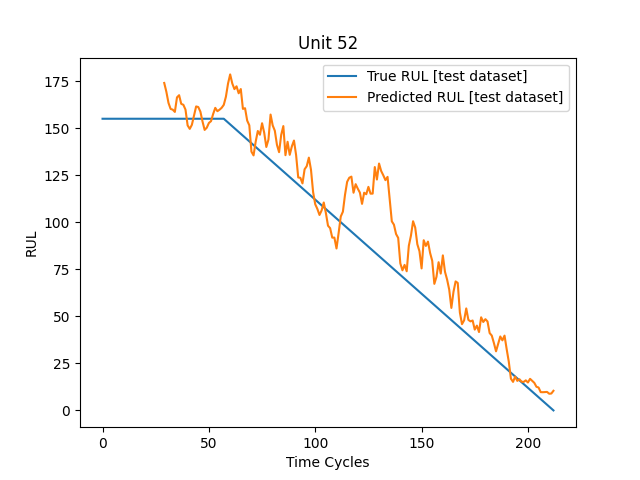 Unit 52
True RUL [test dataset]
Predicted RUL [test dataset]
175
150
125
100
75
50
25
0
RUL
0 50 100 150 200
Time Cycles